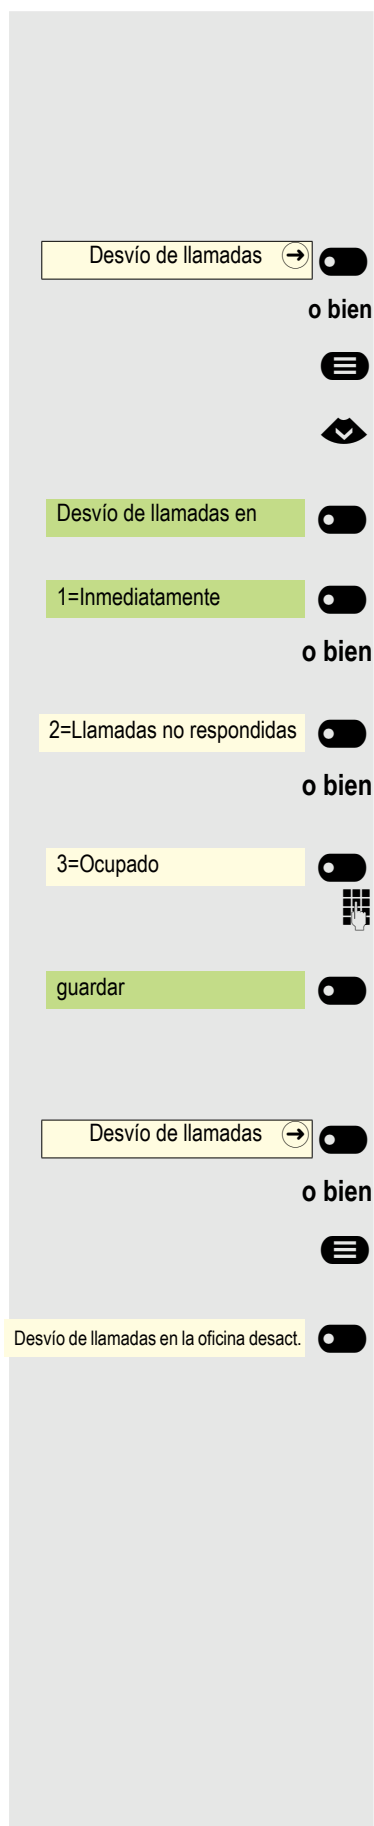 Desvío de llamadas
o bien
Desvío de llamadas en
1=Inmediatamente
o bien
2=Llamadas no respondidas
o bien
3=Ocupado
guardar
Desvío de llamadas
o bien
Desvío de llamadas en la oficina desact.